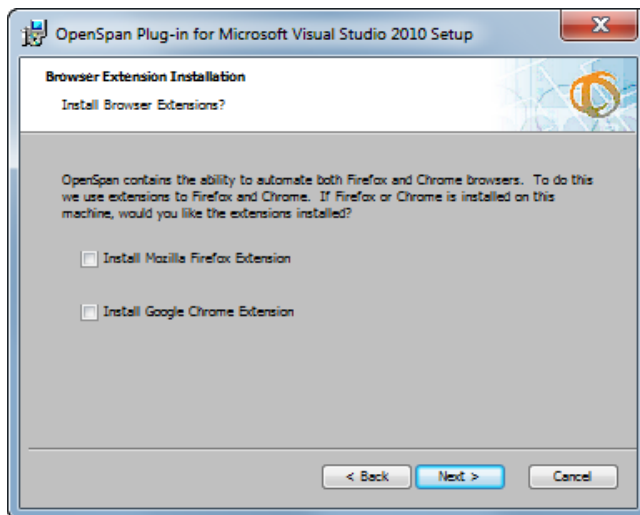 OpenSpan Plug-in for Microsoft Visual Studio 2010 Setup
Browser Extension Installation
Install Browser Extensions?
OpenSpan contains the ability to automate both Firefox and Chrome browsers. To do this
we use extensions to Firefox and Chrome. If Firefox or Chrome is installed on this
machine, would you like the extensions installed?
Install Mozilla Firefox Extension
Install Google Chrome Extension
< Back Next > Cancel